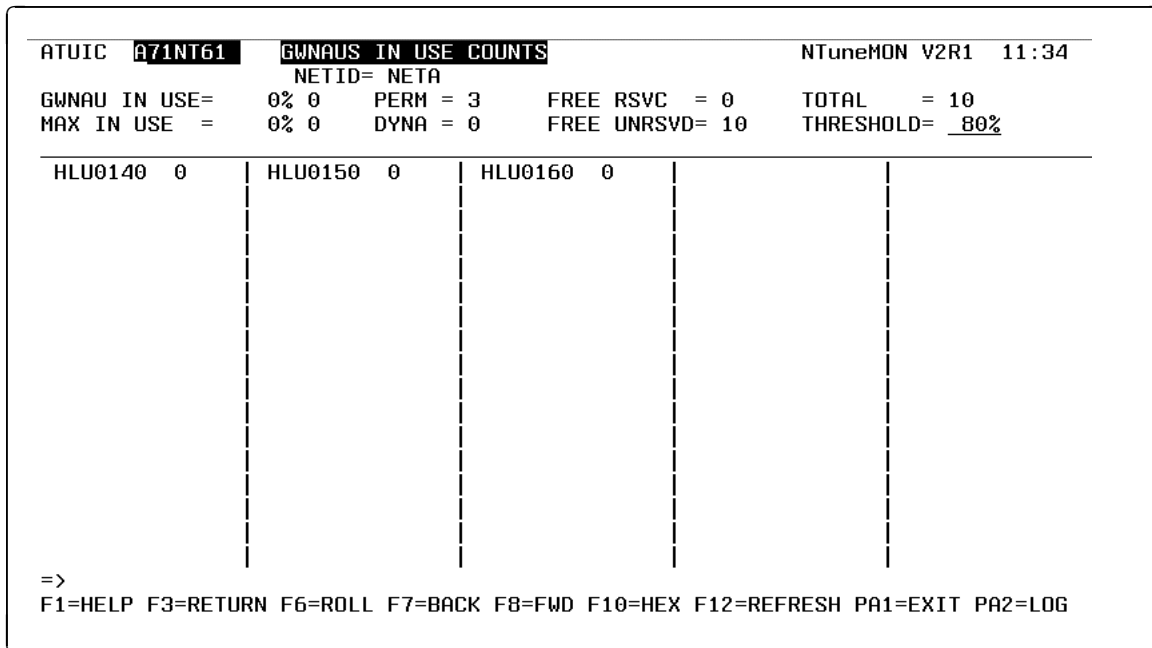 ATUIC  A71NT61  GWNAUS IN USE COUNTS  NTuneMON V2R1  11:34
NETID= NETA
GWNAU IN USE=  0% 0  PERM = 3  FREE RSVC  = 0  TOTAL  = 10
MAX IN USE  =  0% 0  DYNA = 0  FREE UNRSVD= 10  THRESHOLD=  80%
HLU0140  0  | HLU0150  0  | HLU0160  0  |  |
=>
F1=HELP F3=RETURN F6=ROLL F7=BACK F8=FWD F10=HEX F12=REFRESH PA1=EXIT PA2=LOG